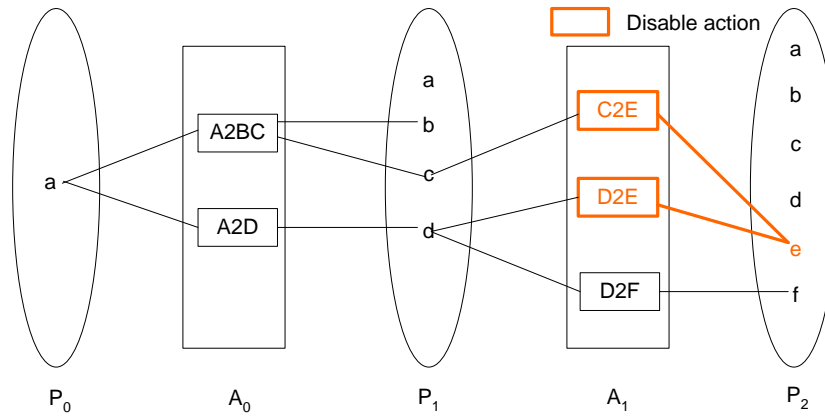 Disable action
a
A2BC
A2D
a
b
c
d
C2E
D2E
D2F
a
b
c
d
e
f
P0
A0
P1
A1
P2